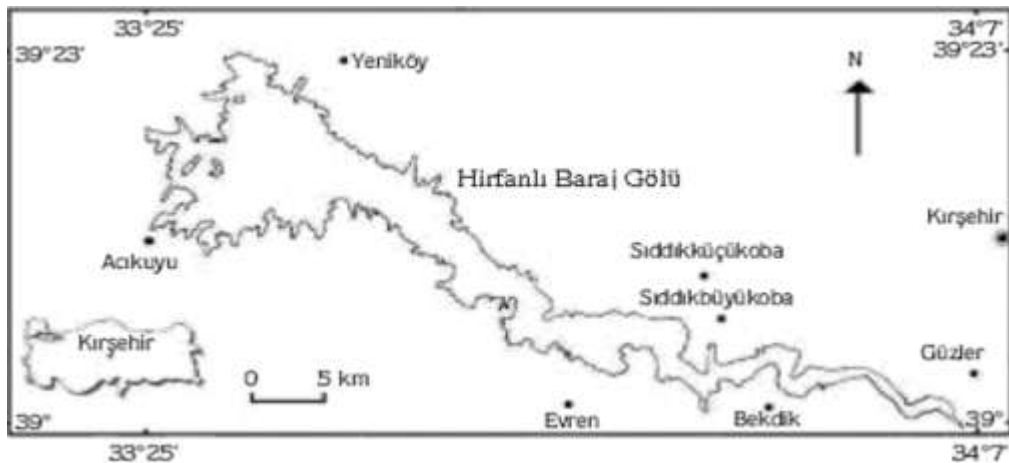 33°25′ 34°7′
39°23′ 39°23′
Yeniköy
N
Hirfanlı Baraj Gölü
Kırşehir
Acıkuyu
Sıddıkküçükoba
Sıddıkbüyükoba
Kırşehir
Güzler
0 5 km
39° 39°
Evren
Bekdik
33°25′ 34°7′